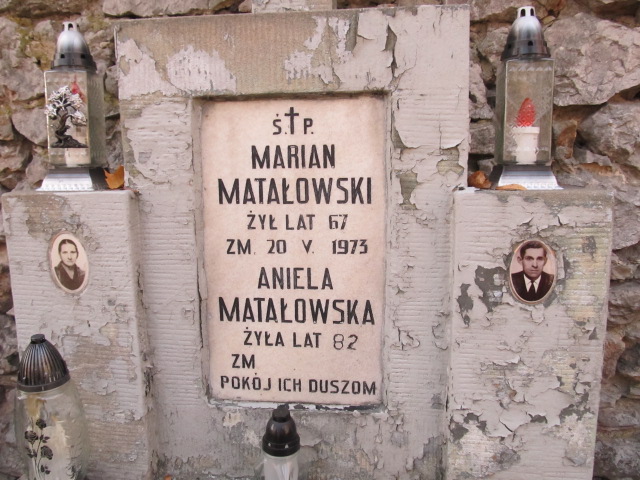 Ś.✝P.
MARIAN
MATAŁOWSKI
ŻYŁ LAT 67
ZM. 20 V. 1973
ANIELA
MATAŁOWSKA
ŻYŁA LAT 82
ZM
POKÓJ ICH DUSZOM